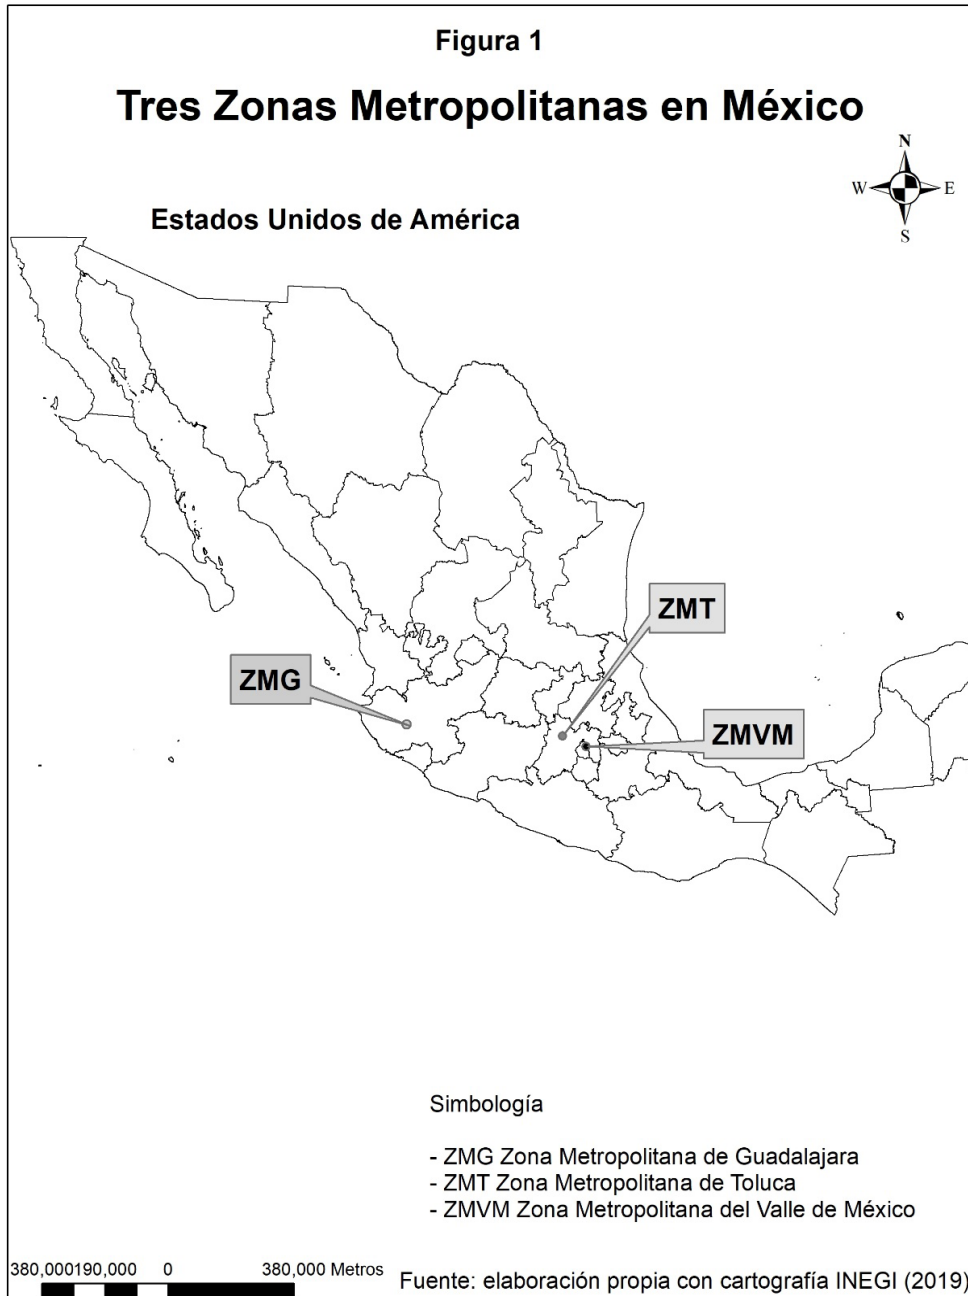 Figura 1
Tres Zonas Metropolitanas en México
N
W E
S
Estados Unidos de América
ZMT
ZMG
ZMVM
Simbología
- ZMG Zona Metropolitana de Guadalajara
- ZMT Zona Metropolitana de Toluca
- ZMVM Zona Metropolitana del Valle de México
380,000190,000 0 380,000 Metros
Fuente: elaboración propia con cartografía INEGI (2019)